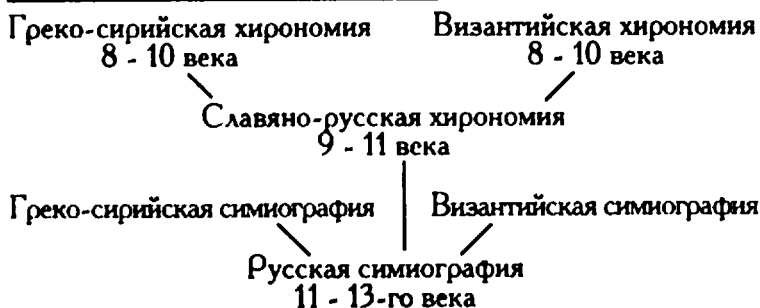 Греко-сирийская хирономия
8 - 10 века
Византийская хирономия
8 - 10 века
Славяно-русская хирономия
9 - 11 века
Греко-сирийская симиография
Византийская симиография
Русская симиография
11 - 13-го века